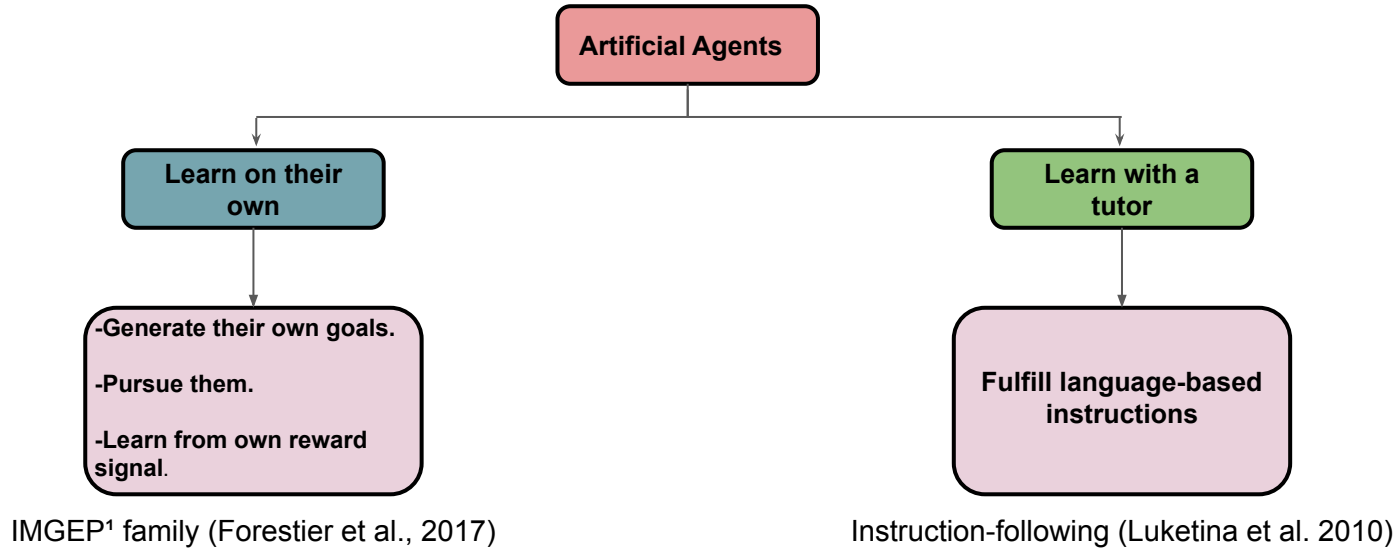 Artificial Agents
Learn on their
own
Learn with a
tutor
-Generate their own goals.
-Pursue them.
-Learn from own reward
signal.
Fulfill language-based
instructions
IMGEP¹ family (Forestier et al., 2017)
Instruction-following (Luketina et al. 2010)